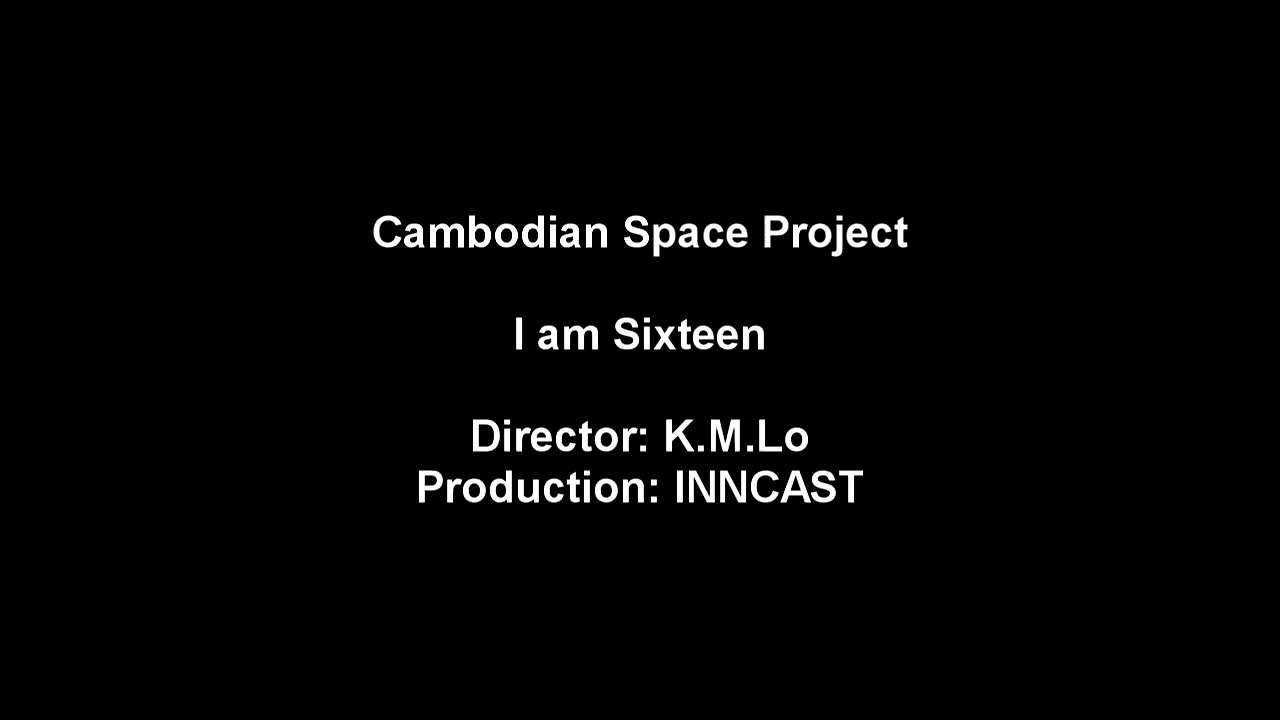 Cambodian Space Project
I am Sixteen
Director: K.M.Lo
Production: INNCAST